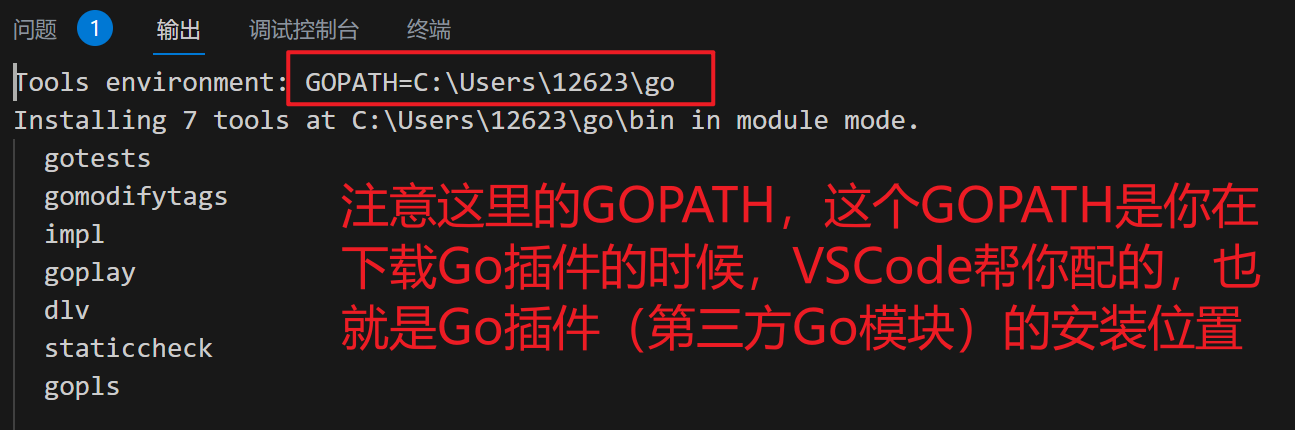 问题 1 输出 调试控制台 终端
Tools environment: GOPATH=C:\Users\12623\go
Installing 7 tools at C:\Users\12623\go\bin in module mode.
gotests
gomodifytags
impl
goplay
dlv
staticcheck
gopls
注意这里的GOPATH，这个GOPATH是你在
下载Go插件的时候，VSCode帮你配的，也
就是Go插件（第三方Go模块）的安装位置